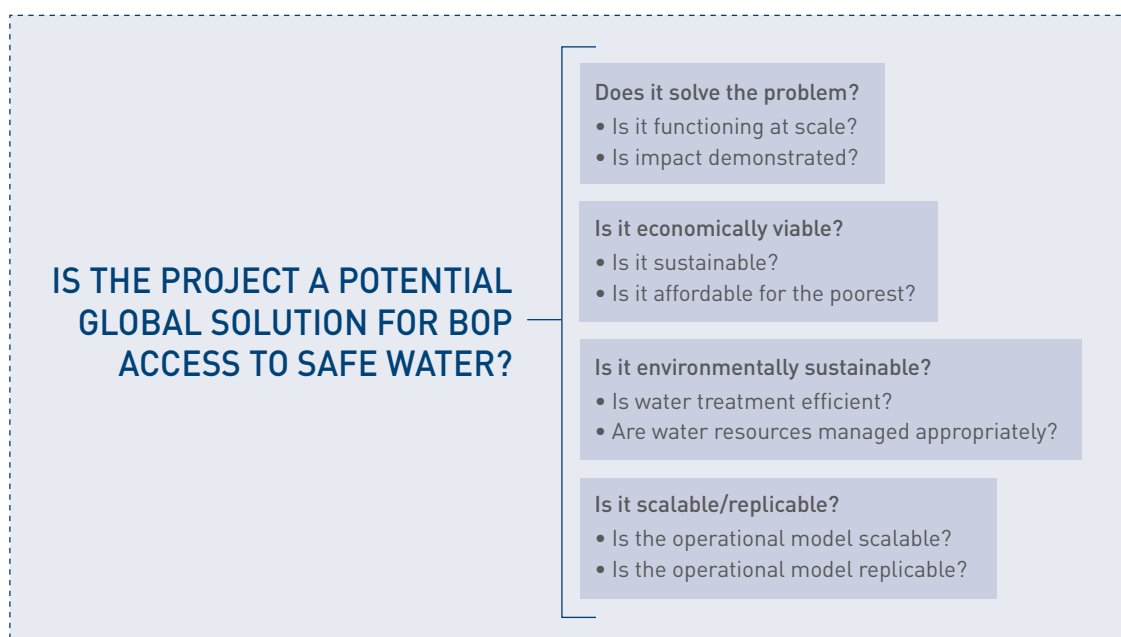 IS THE PROJECT A POTENTIAL
GLOBAL SOLUTION FOR BOP
ACCESS TO SAFE WATER?
Does it solve the problem?
• Is it functioning at scale?
• Is impact demonstrated?
Is it economically viable?
• Is it sustainable?
• Is it affordable for the poorest?
Is it environmentally sustainable?
• Is water treatment efficient?
• Are water resources managed appropriately?
Is it scalable/replicable?
• Is the operational model scalable?
• Is the operational model replicable?